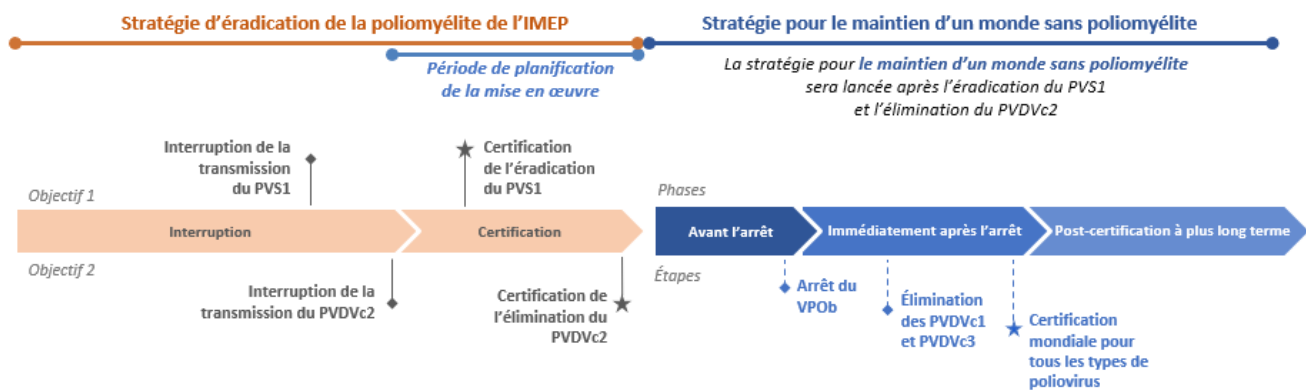 Stratégie d'éradication de la poliomyélite de l'IMEP
Stratégie pour le maintien d'un monde sans poliomyélite
Période de planification
de la mise en œuvre
La stratégie pour le maintien d'un monde sans poliomyélite
sera lancée après l'éradication du PVS1
et l'élimination du PVDVc2
Interruption de la
transmission
du PVS1
Certification
de l'éradication
du PVS1
Objectif 1
Phases
Interruption
Certification
Avant l'arrêt
Immédiatement après l'arrêt
Post-certification à plus long terme
Objectif 2
Étapes
Interruption de la
transmission du PVDVc2
Certification de
l'élimination du
PVDVc2
Arrêt du
VPOb
Élimination
des PVDVc1
et PVDVc3
Certification
mondiale pour
tous les types de
poliovirus